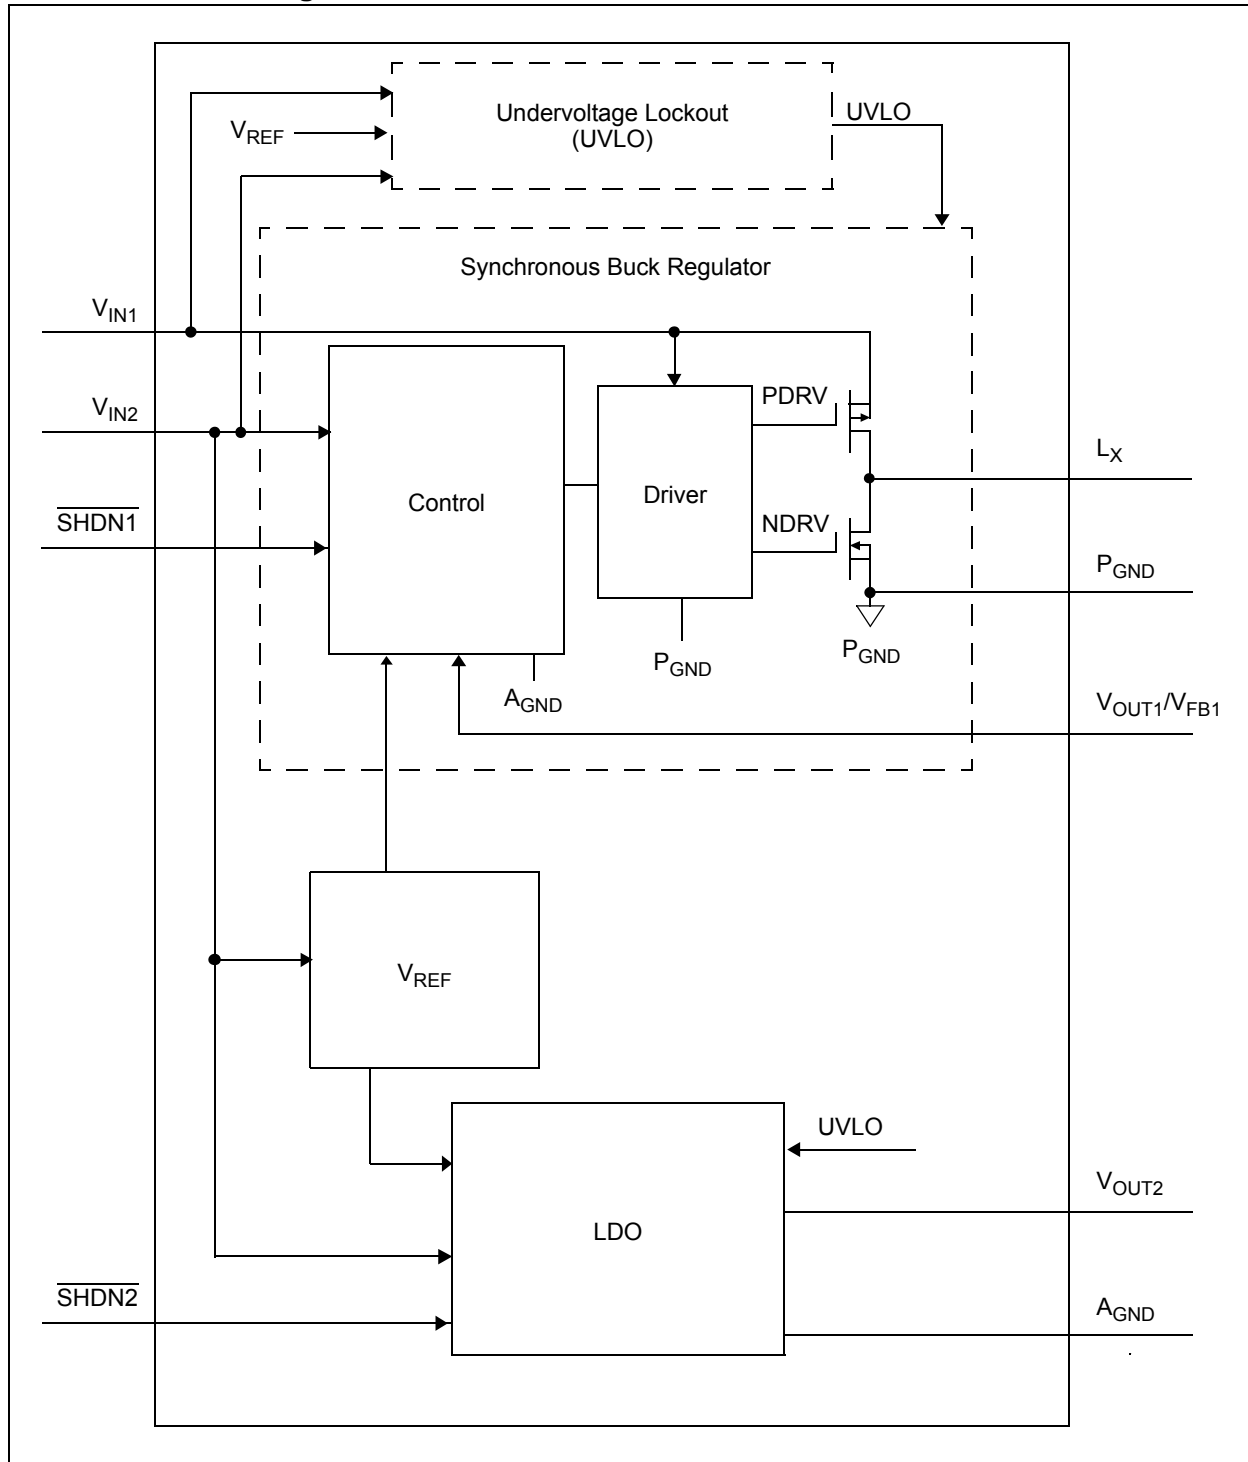 Undervoltage Lockout
(UVLO)
UVLO
VREF
Synchronous Buck Regulator
VIN1
PDRV
VIN2
LX
Control
Driver
SHDN1
NDRV
PGND
PGND
PGND
AGND
VOUT1/VFB1
VREF
UVLO
VOUT2
LDO
SHDN2
AGND